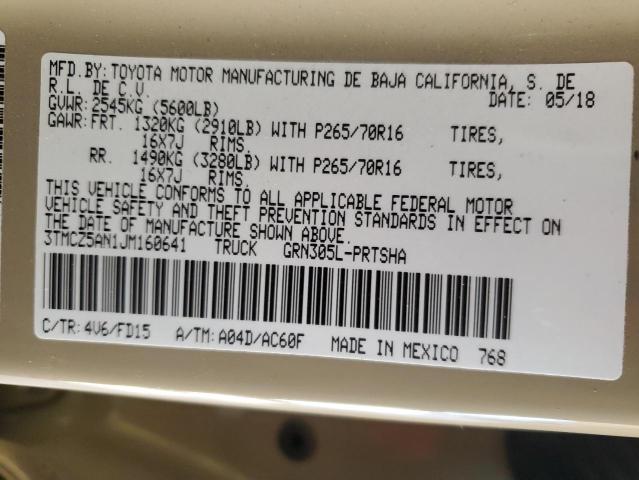 MFD.BY:TOYOTA MOTOR MANUFACTURING DE BAJA CALIFORNIA, S. DE
R.L. DE C.V. DATE: 05/18
GVWR:2545KG (5600LB)
GAWR:FRT. 1320KG (2910LB) WITH P265/70R16 TIRES,
16X7J RIMS.
RR. 1490KG (3280LB) WITH P265/70R16 TIRES,
16X7J RIMS.
THIS VEHICLE CONFORMS TO ALL APPLICABLE FEDERAL MOTOR
VEHICLE SAFETY AND THEFT PREVENTION STANDARDS IN EFFECT ON
THE DATE OF MANUFACTURE SHOWN ABOVE.
3TMCZ5AN1JM160641 TRUCK GRN305L-PRTSHA
C/TR: 4V6/FD15 A/TM: A04D/AC60F MADE IN MEXICO 768